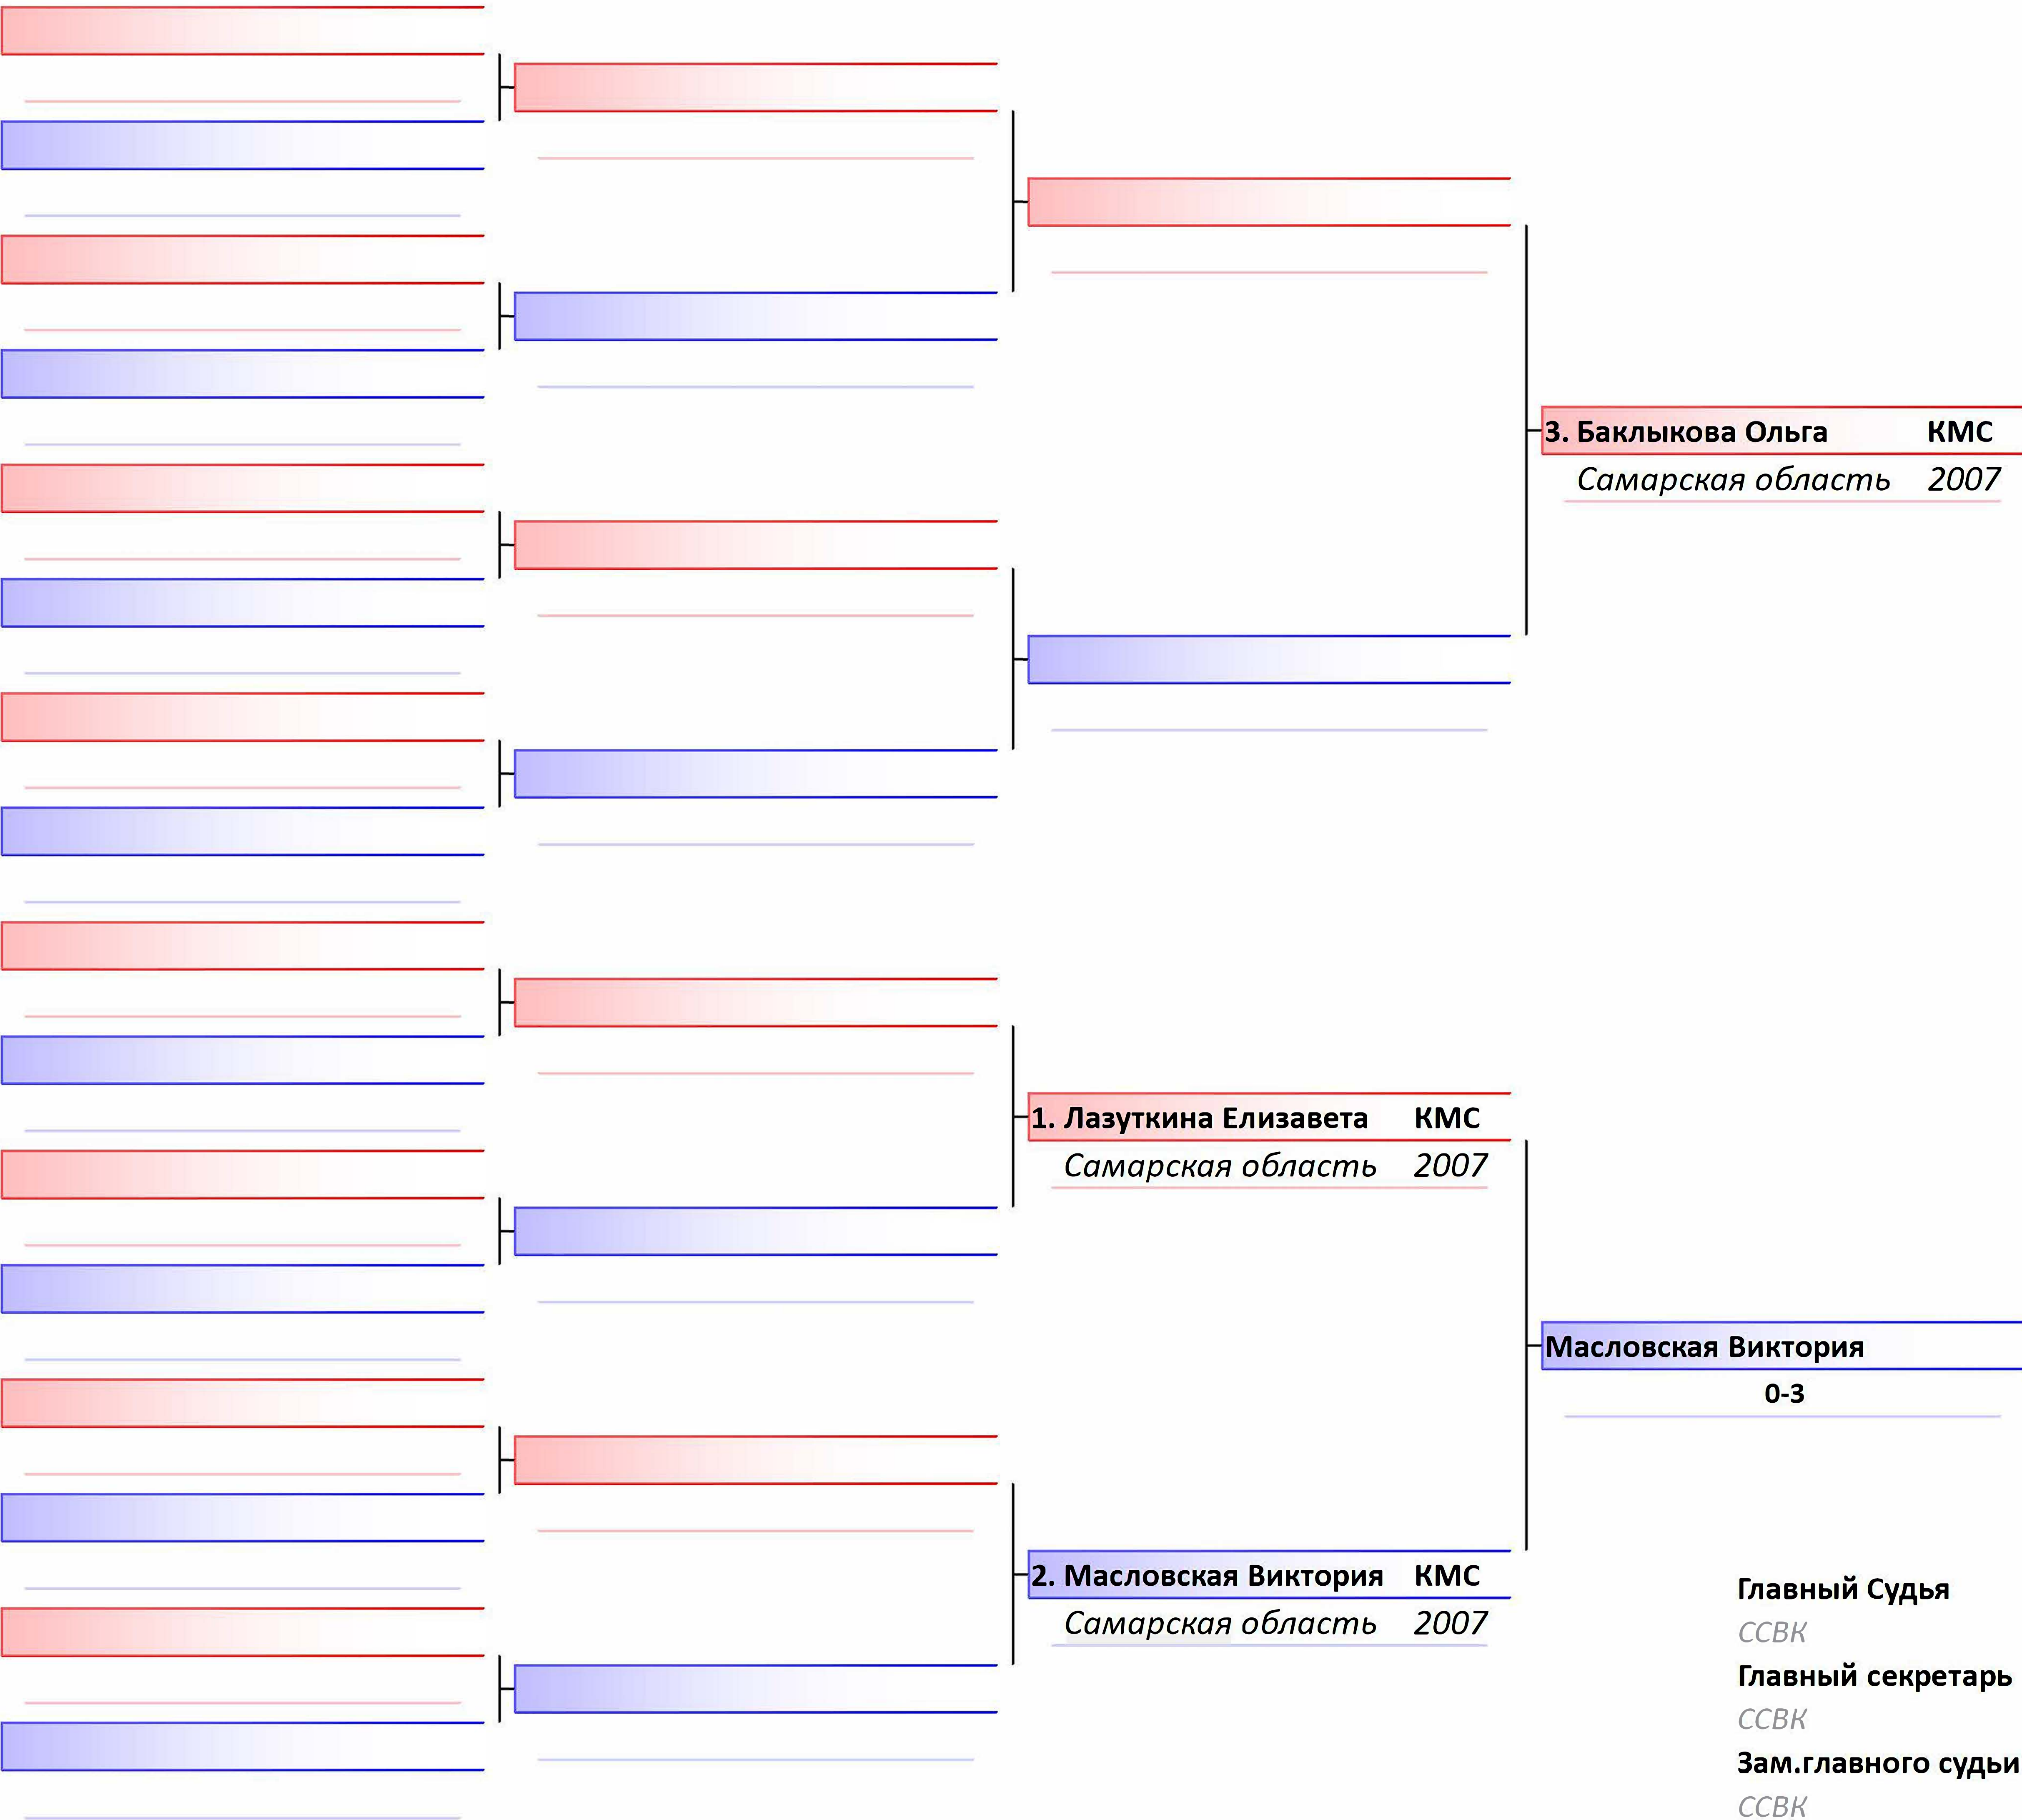 3. Баклыкова Ольга КМС
Самарская область 2007
1. Лазуткина Елизавета КМС
Самарская область 2007
Масловская Виктория
0-3
2. Масловская Виктория КМС
Самарская область 2007
Главный Судья
ССВК
Главный секретарь
ССВК
Зам.главного судьи
ССВК